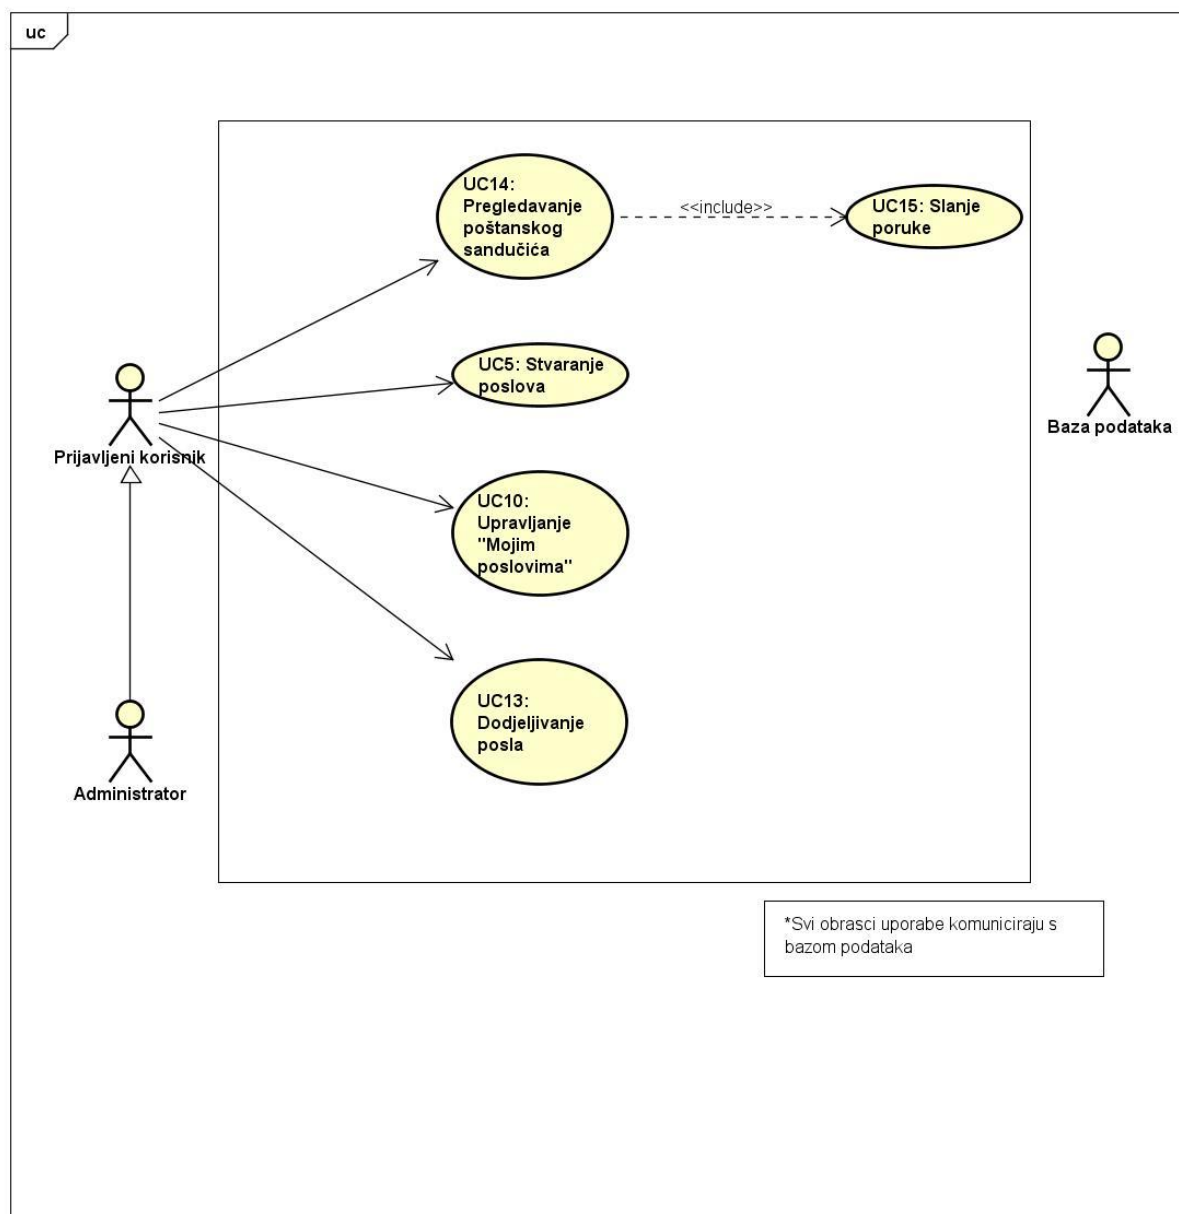 uc
UC14:
Pregledavanje
poštanskog
sandučića
<<include>>
UC15: Slanje
poruke
UC5: Stvaranje
poslova
Baza podataka
Prijavljeni korisnik
UC10:
Upravljanje
"Mojim
poslovima"
UC13:
Dodjeljivanje
posla
Administrator
*Svi obrasci uporabe komuniciraju s
bazom podataka